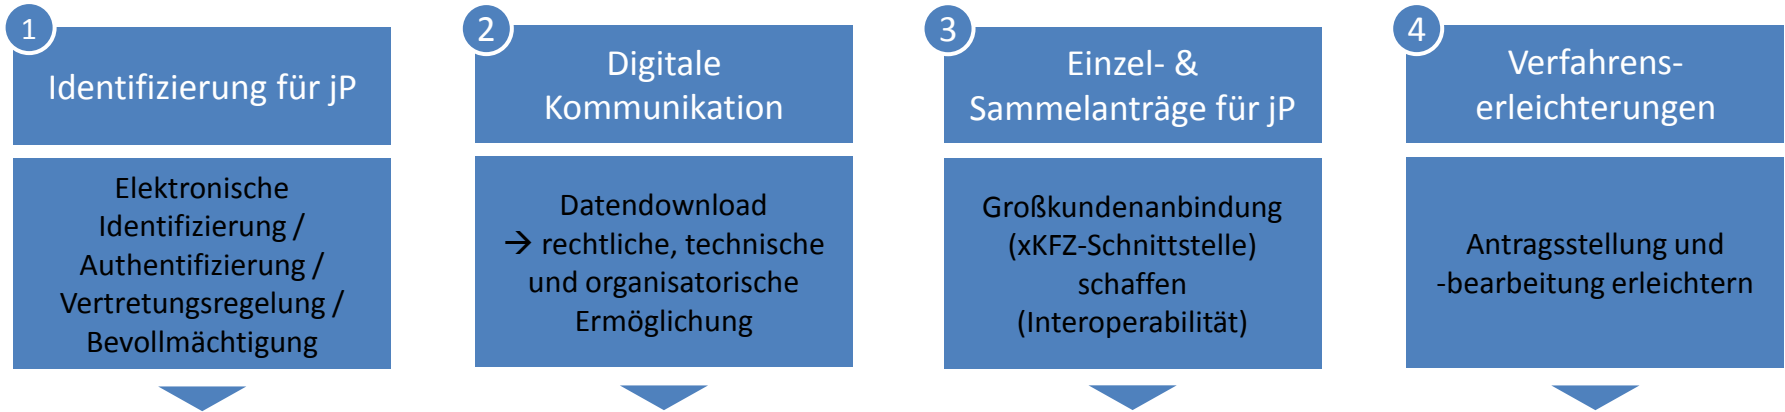 1
Identifizierung für jP
Elektronische
Identifizierung /
Authentifizierung /
Vertretungsregelung /
Bevollmächtigung
2
Digitale
Kommunikation
Datendownload
→ rechtliche, technische
und organisatorische
Ermöglichung
3
Einzel- &
Sammelanträge für jP
Großkundenanbindung
(xKFZ-Schnittstelle)
schaffen
(Interoperabilität)
4
Verfahrens-
erleichterungen
Antragsstellung und
-bearbeitung erleichtern